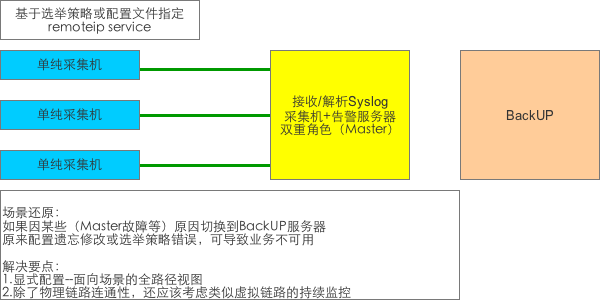 基于选举策略或配置文件指定
remoteip service
单纯采集机
单纯采集机
单纯采集机
接收/解析Syslog
采集机+告警服务器
双重角色（Master）
BackUP
场景还原：
如果因某些（Master故障等）原因切换到BackUP服务器
原来配置遗忘修改或选举策略错误，可导致业务不可用
解决要点：
1.显式配置--面向场景的全路径视图
2.除了物理链路连通性，还应该考虑类似虚拟链路的持续监控